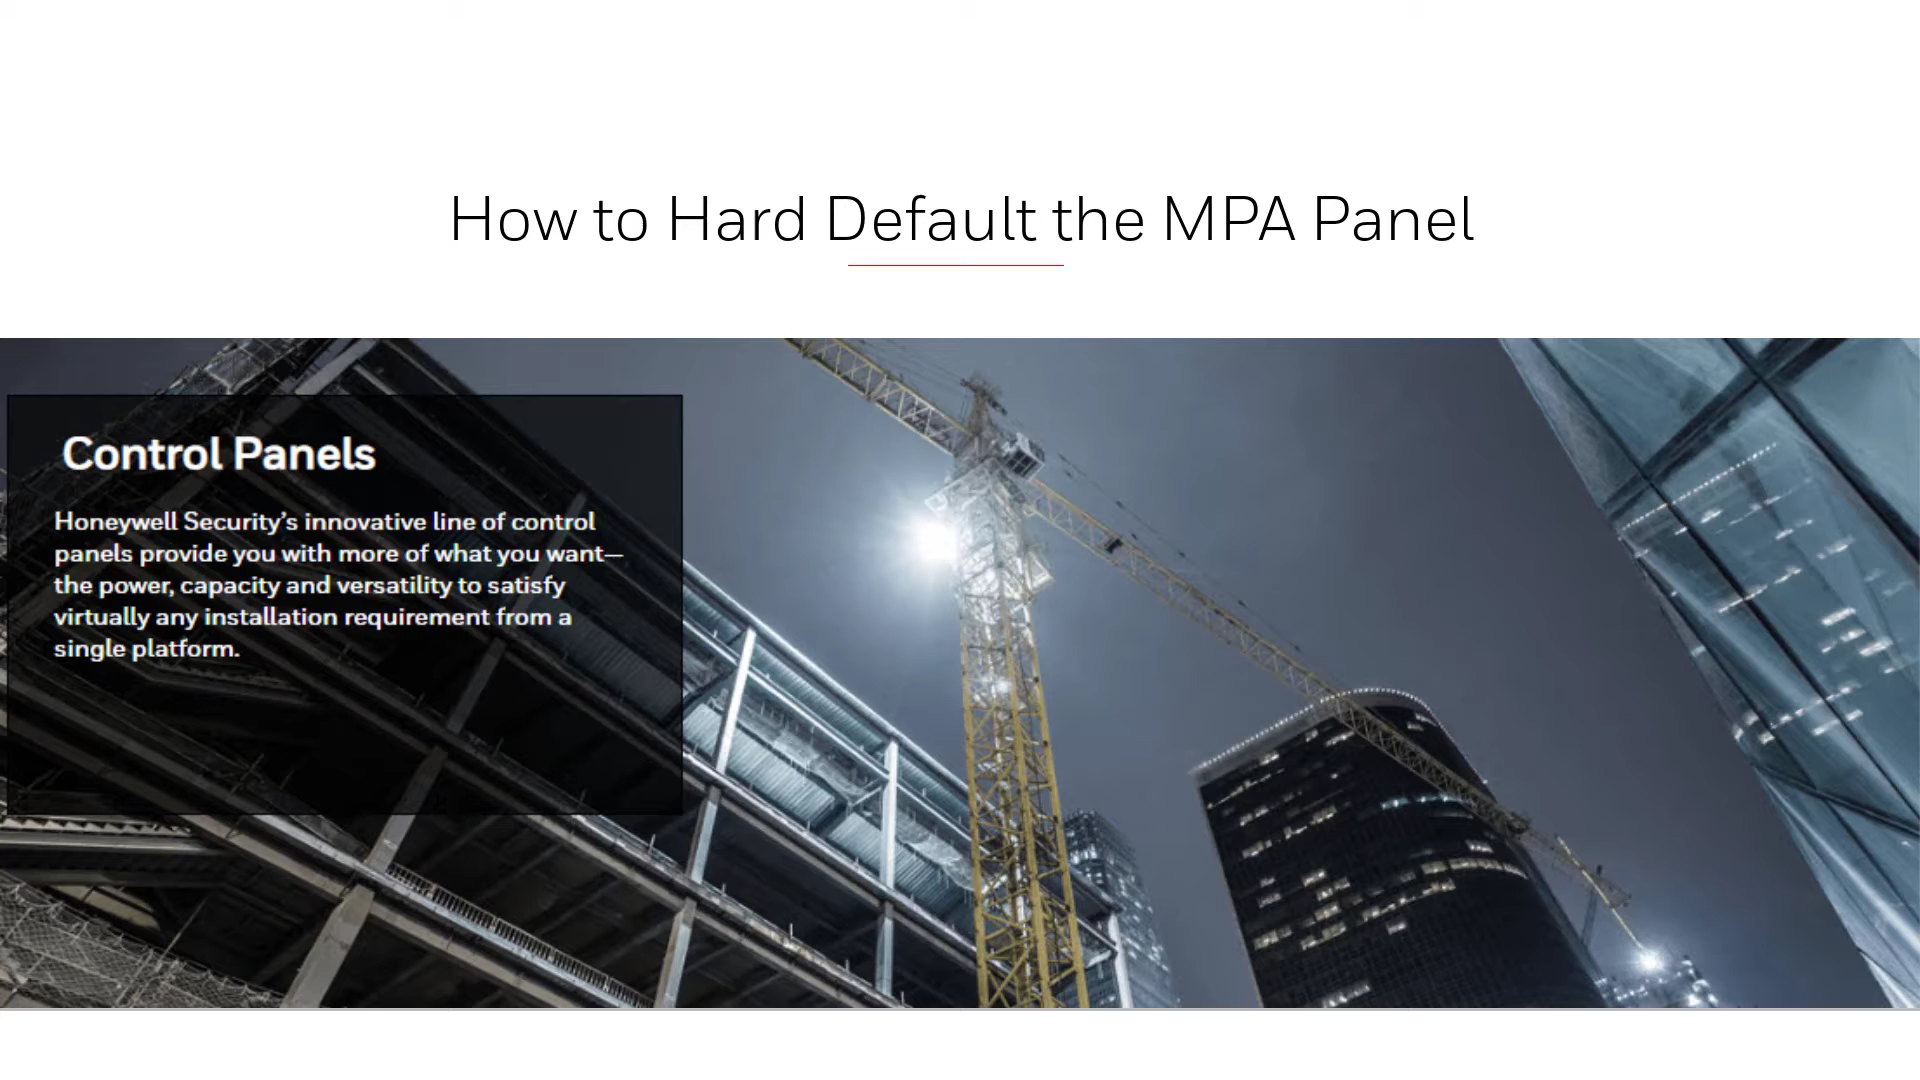 How to Hard Default the MPA Panel
Control Panels
Honeywell Security’s innovative line of control
panels provide you with more of what you want—
the power, capacity and versatility to satisfy
virtually any installation requirement from a
single platform.